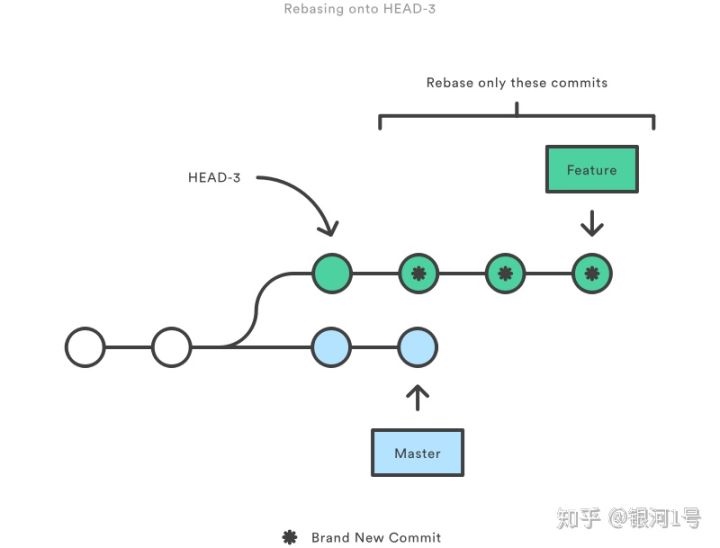 Rebasing onto HEAD-3
Rebase only these commits
Feature
HEAD-3
Master
Brand New Commit
知乎 @银河1号